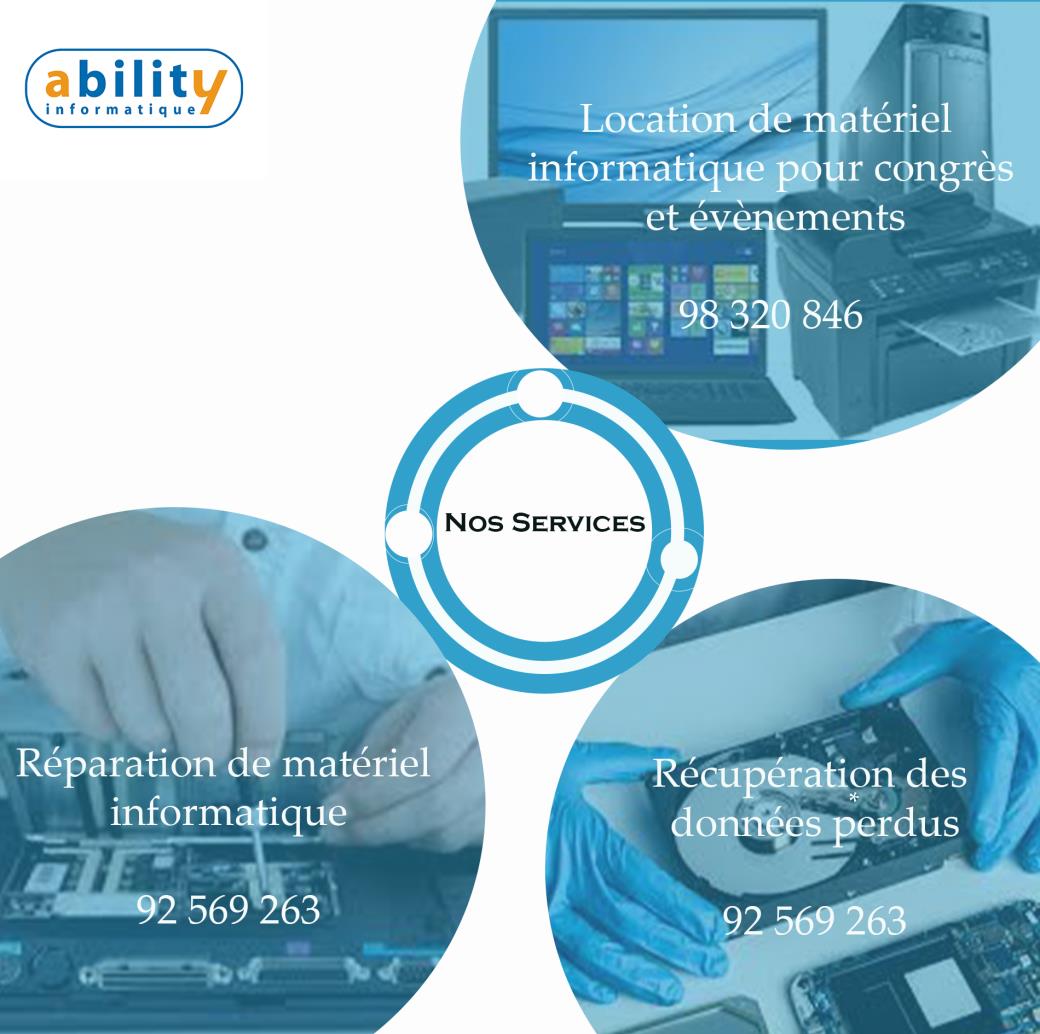 ability
informatique
Location de matériel
informatique pour congrès
et évènements
98 320 846
Nos Services
Réparation de matériel
informatique
92 569 263
Récupération des
*
données perdus
92 569 263